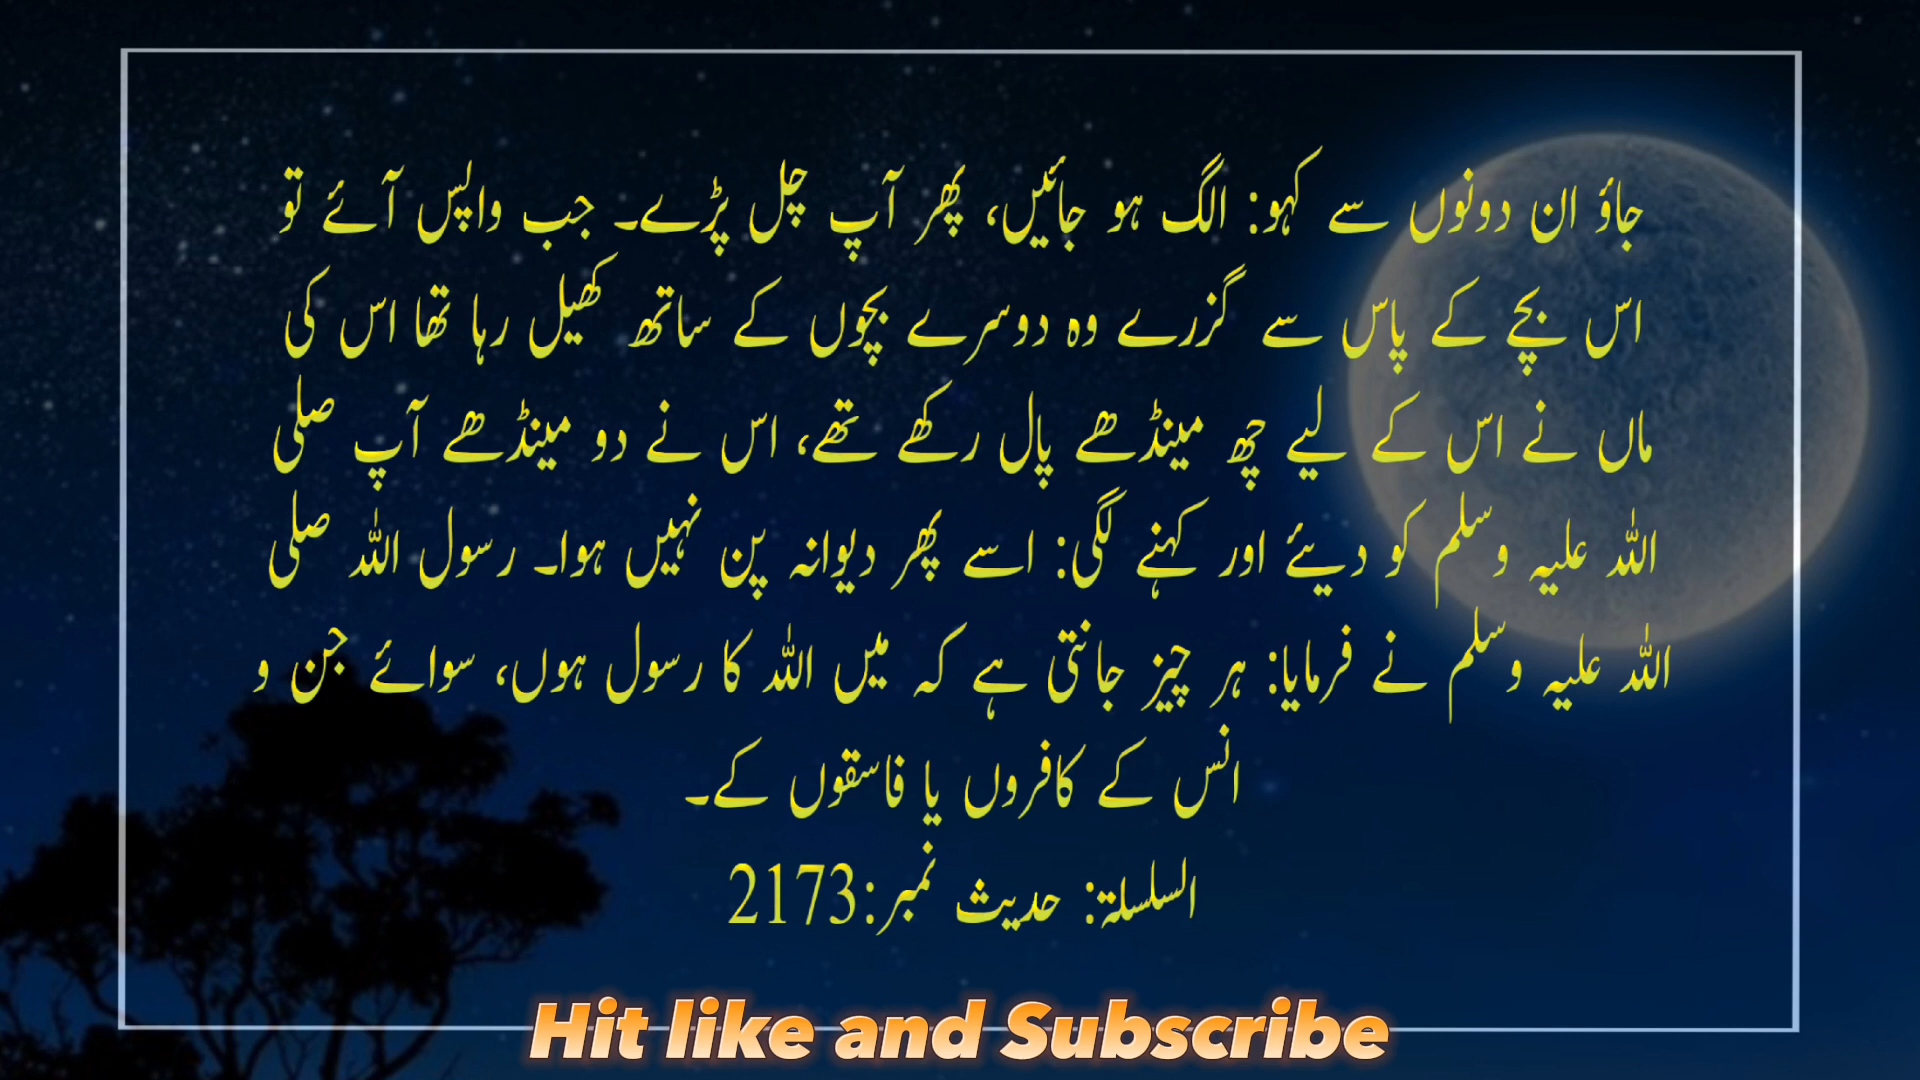 جاؤ ان دونوں سے کہو: الگ ہو جائیں، پھر آپ چل پڑے۔ جب واپس آئے تو
اس بچے کے پاس سے گزرے وہ دوسرے بچوں کے ساتھ کھیل رہا تھا اس کی
ماں نے اس کے لیے چھ مینڈھے پال رکھے تھے، اس نے دو مینڈھے آپ صلی
اللہ علیہ وسلم کو دیئے اور کہنے لگی: اسے پھر دیوانہ پن نہیں ہوا۔ رسول اللہ صلی
اللہ علیہ وسلم نے فرمایا: ہر چیز جانتی ہے کہ میں اللہ کا رسول ہوں، سوائے جن و
انس کے کافروں یا فاسقوں کے۔
السلسلۃ: حدیث نمبر:2173
Hit like and Subscribe